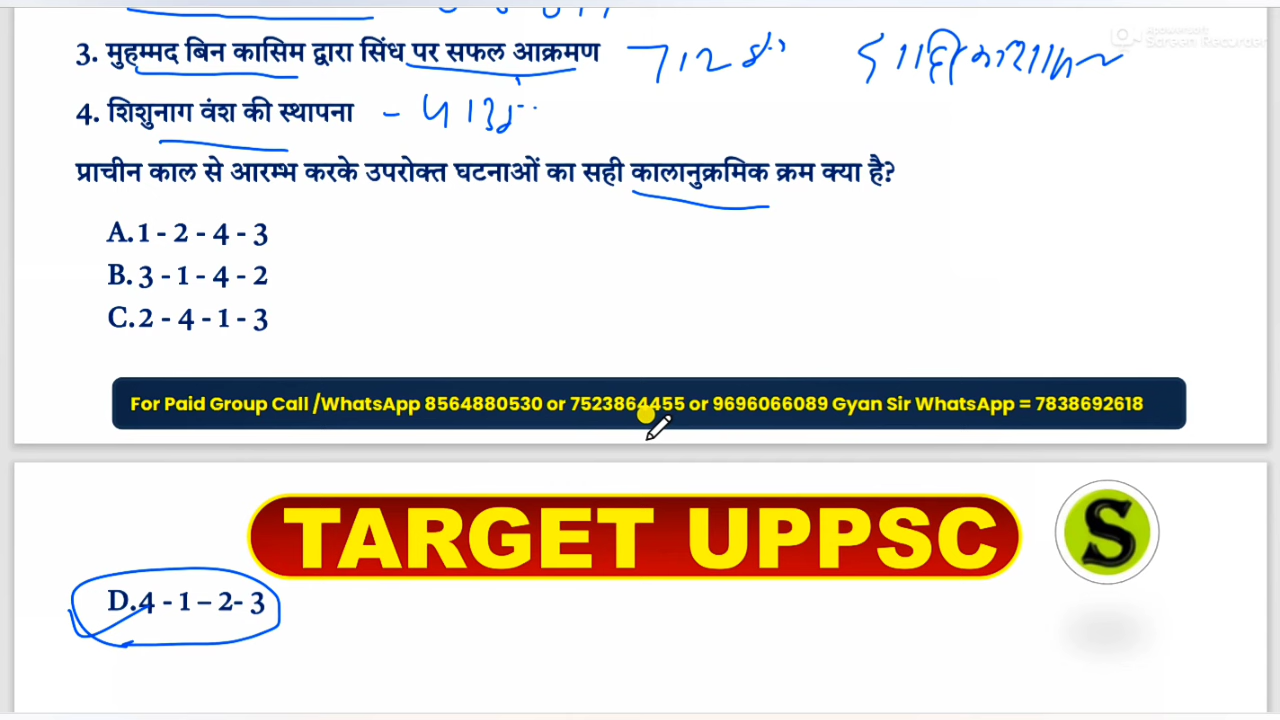 3. मुहम्मद बिन कासिम द्वारा सिंध पर सफल आक्रमण 712 ई०
4. शिशुनाग वंश की स्थापना - 413ई
प्राचीन काल से आरम्भ करके उपरोक्त घटनाओं का सही कालानुक्रमिक क्रम क्या है?
A. 1 - 2 - 4 - 3
B. 3 - 1 - 4 - 2
C. 2 - 4 - 1 - 3
For Paid Group Call /WhatsApp 8564880530 or 7523864455 or 9696066089 Gyan Sir WhatsApp = 7838692618
TARGET UPPSC
S
D. 4 - 1 – 2- 3